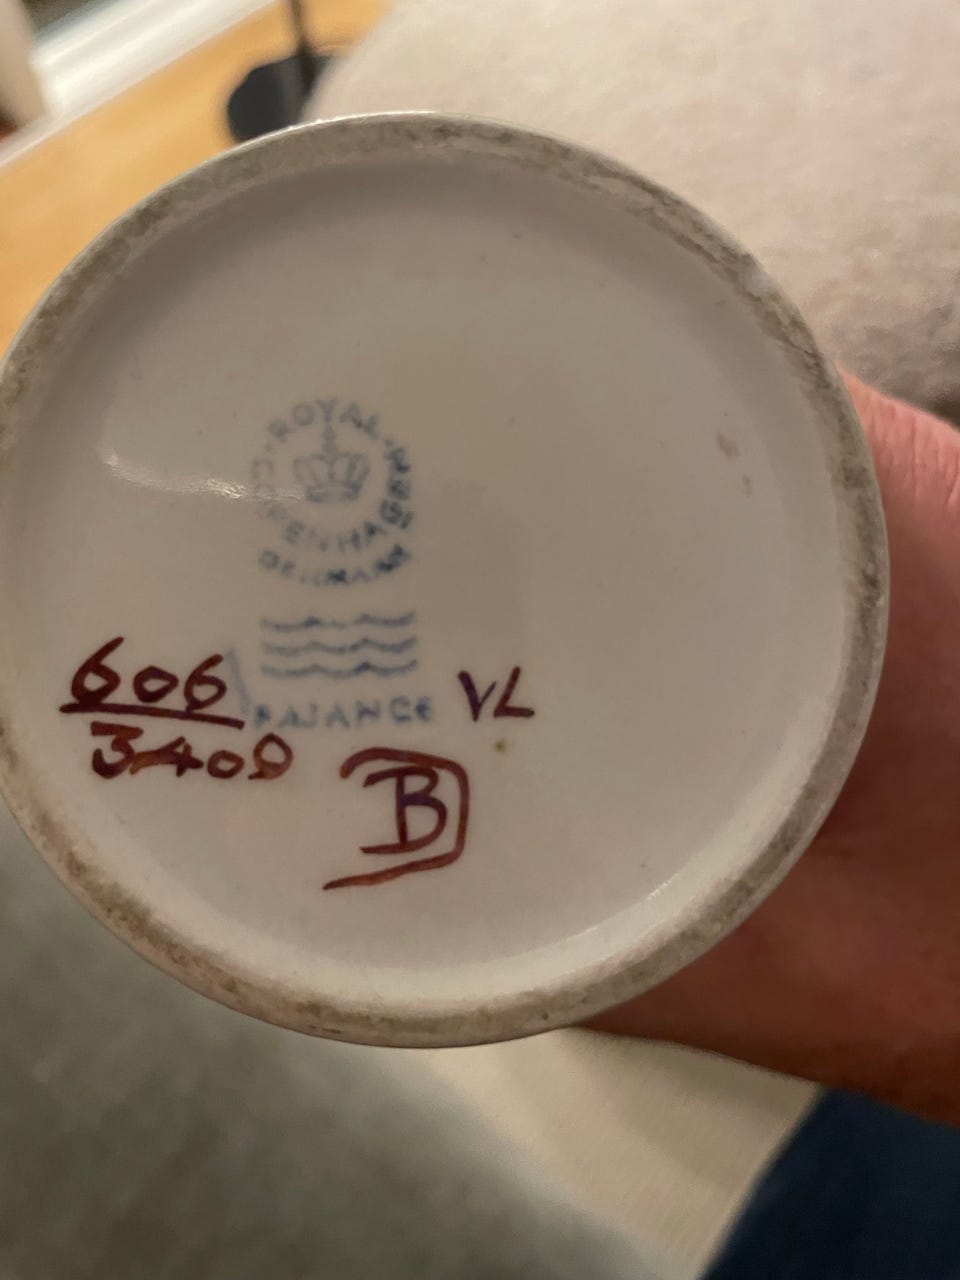 ROYAL
COPENHAGEN
DENMARK
FAJANCE
606 VL
3409
B